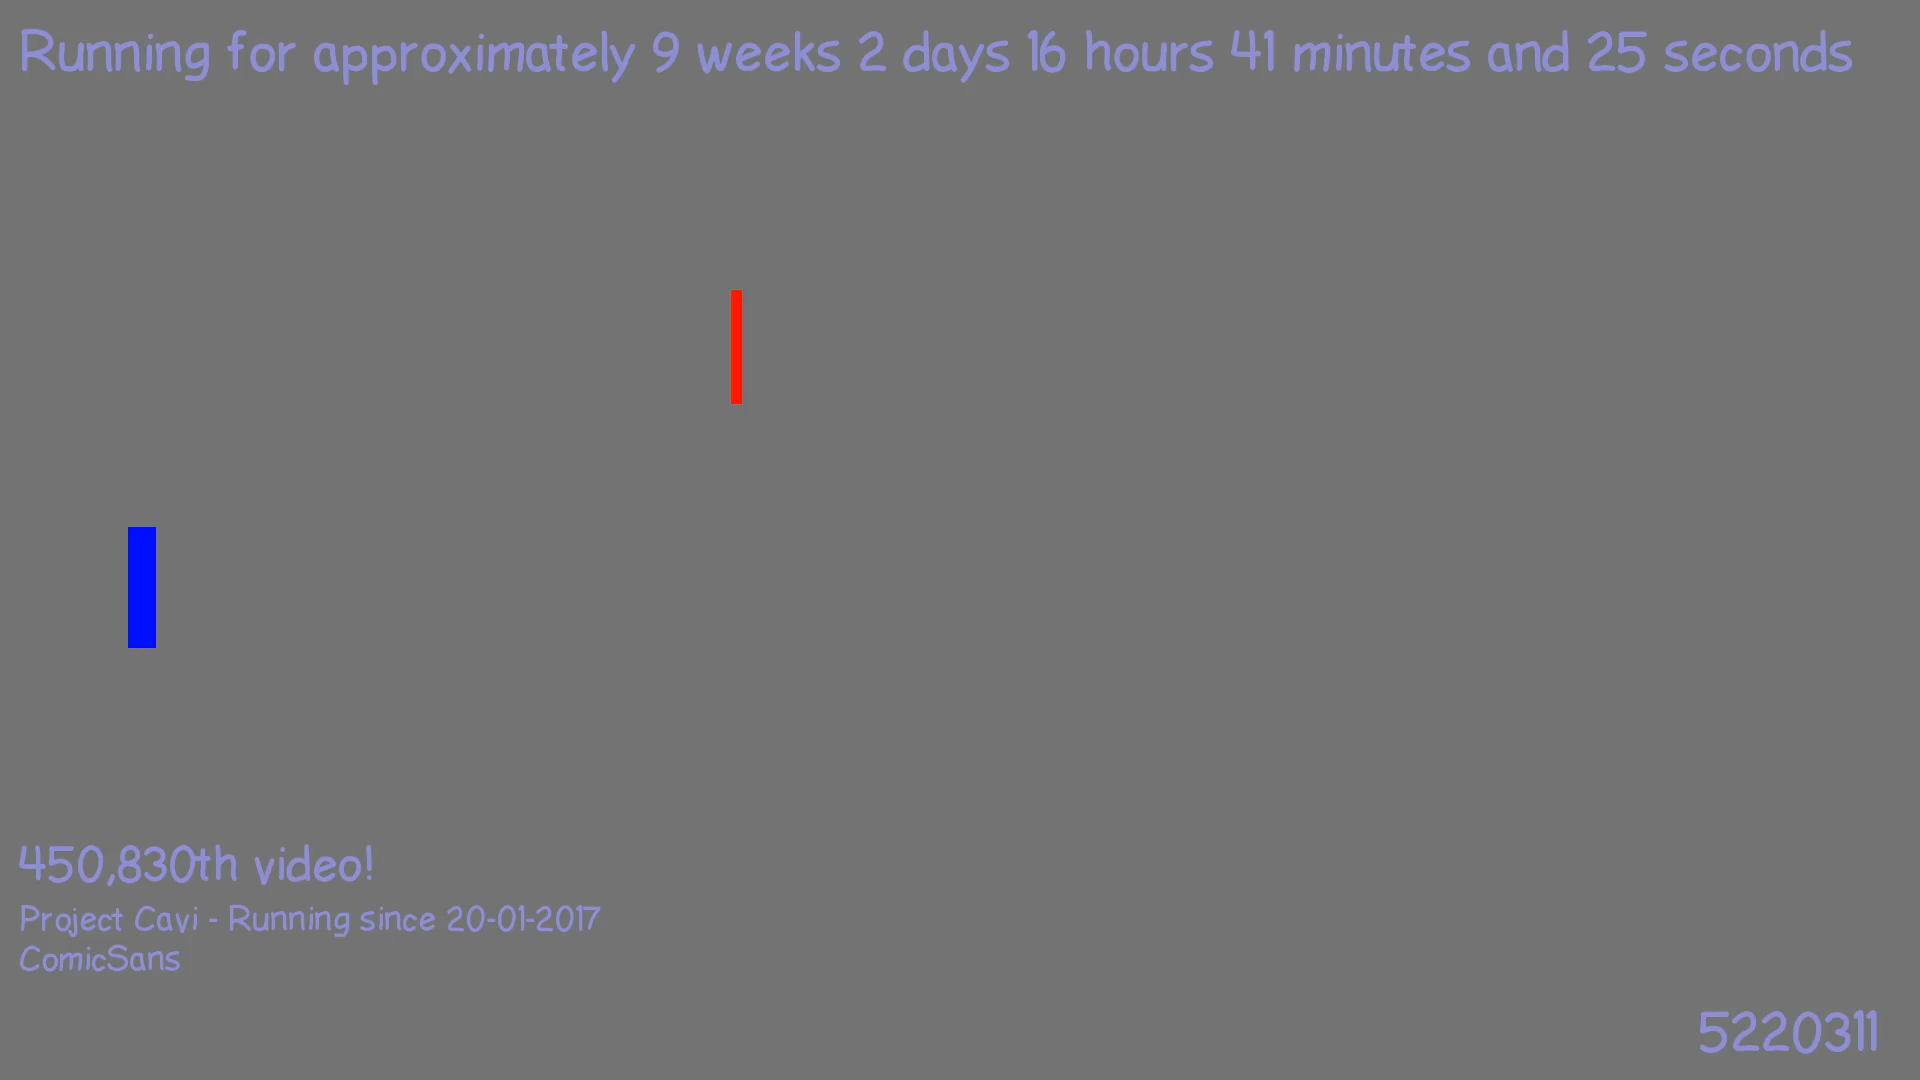 Running for approximately 9 weeks 2 days 16 hours 41 minutes and 25 seconds
450,830th video!
Project Cavi - Running since 20-01-2017
ComicSans
5220311